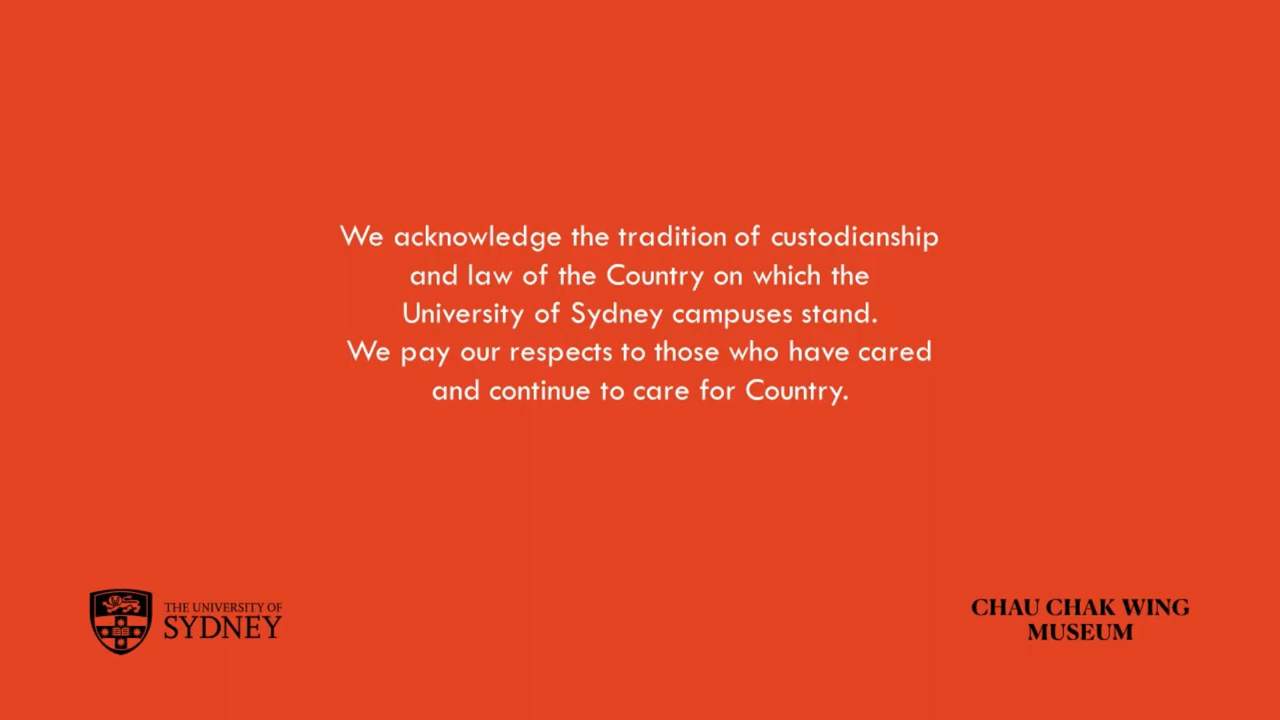 We acknowledge the tradition of custodianship
and law of the Country on which the
University of Sydney campuses stand.
We pay our respects to those who have cared
and continue to care for Country.
THE UNIVERSITY OF
SYDNEY
CHAU CHAK WING
MUSEUM